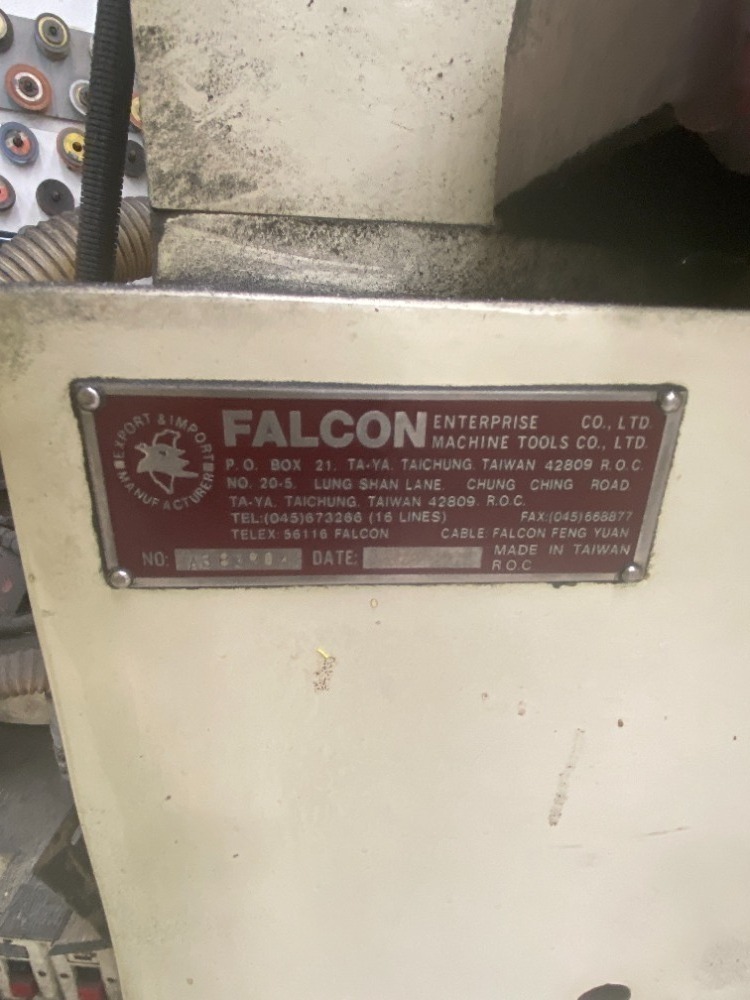 EXPORT & IMPORT
MANUFACTURER
FALCON ENTERPRISE CO., LTD.
MACHINE TOOLS CO., LTD.
P.O. BOX 21, TA-YA, TAICHUNG, TAIWAN 42809 R.O.C.
NO. 20-5, LUNG SHAN LANE, CHUNG CHING ROAD,
TA-YA, TAICHUNG, TAIWAN 42809, R.O.C.
TEL:(045)673266 (16 LINES) FAX:(045)668877
TELEX: 56116 FALCON CABLE: FALCON FENG YUAN
NO: DATE: MADE IN TAIWAN
R.O.C